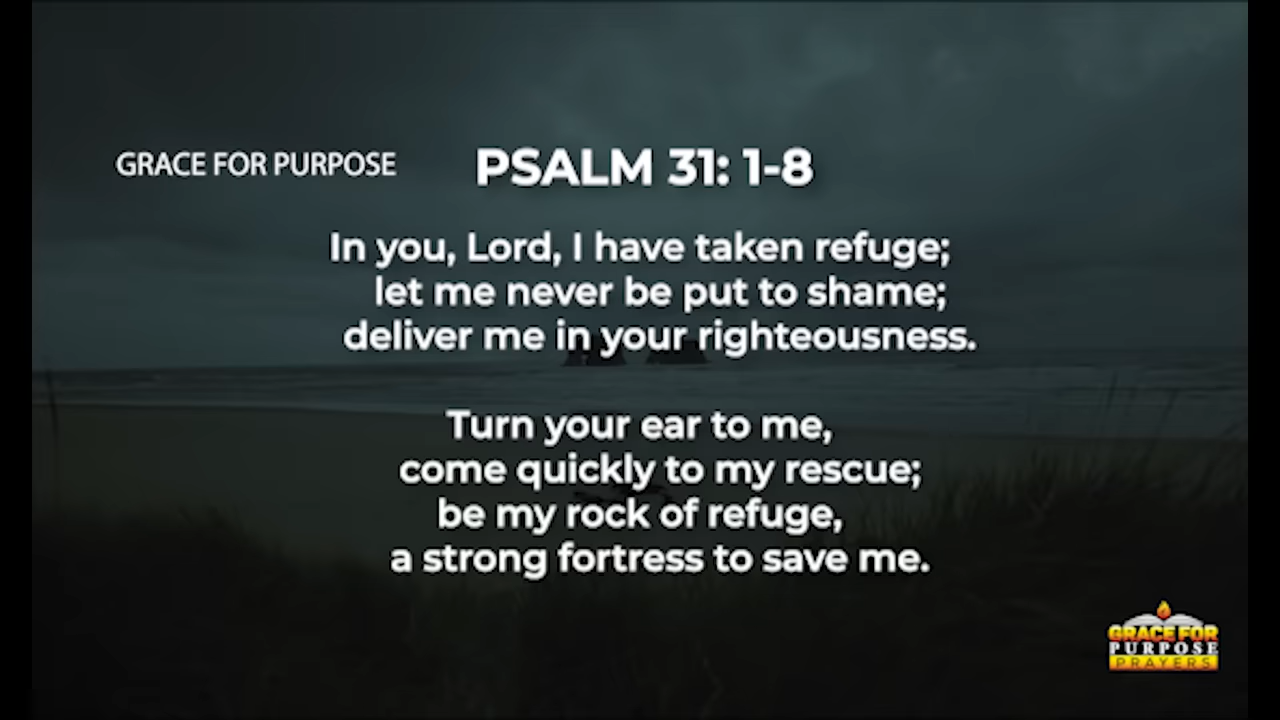 GRACE FOR PURPOSE
PSALM 31: 1-8
In you, Lord, I have taken refuge;
let me never be put to shame;
deliver me in your righteousness.
Turn your ear to me,
come quickly to my rescue;
be my rock of refuge,
a strong fortress to save me.
GRACE FOR
PURPOSE
PRAYERS